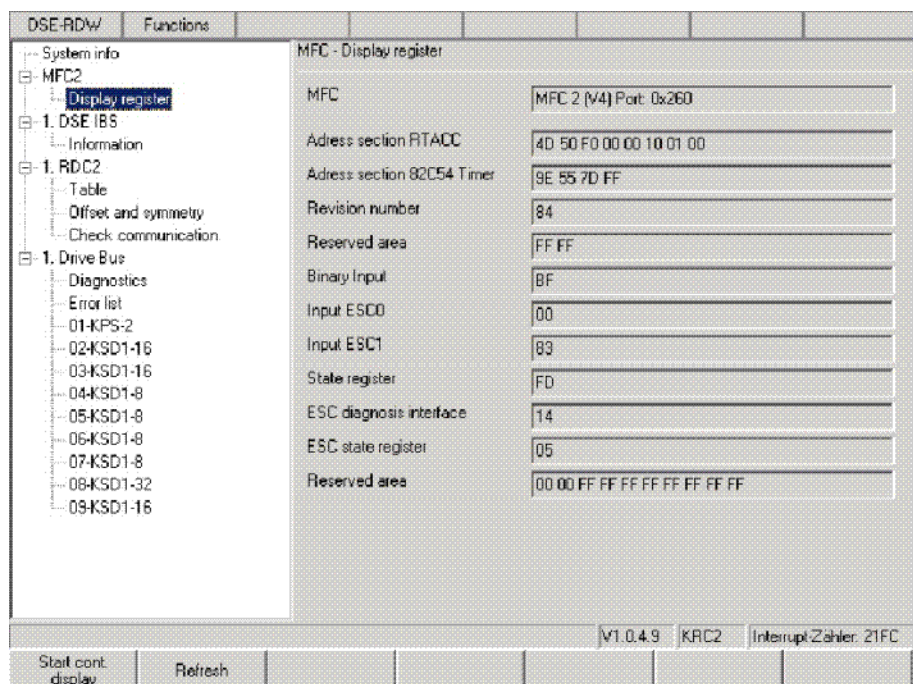 DSE-RDW Functions
System info
MFC2
Display register
1. DSE IBS
Information
1. RDC2
Table
Offset and symmetry
Check communication
1. Drive Bus
Diagnostics
Error list
01-KPS-2
02-KSD1-16
03-KSD1-16
04-KSD1-8
05-KSD1-8
06-KSD1-8
07-KSD1-8
08-KSD1-32
09-KSD1-16
MFC - Display register
MFC MFC 2 (V4) Port: 0x260
Adress section RTACC 4D 50 F0 00 00 10 01 00
Adress section 82C54 Timer 9E 55 7D FF
Revision number 84
Reserved area FF FF
Binary Input BF
Input ESC0 00
Input ESC1 83
State register FD
ESC diagnosis interface 14
ESC state register 05
Reserved area 00 00 FF FF FF FF FF FF FF FF
V1.0.4.9 KRC2 Interrupt-Zähler: 21FC
Start cont. display
Refresh